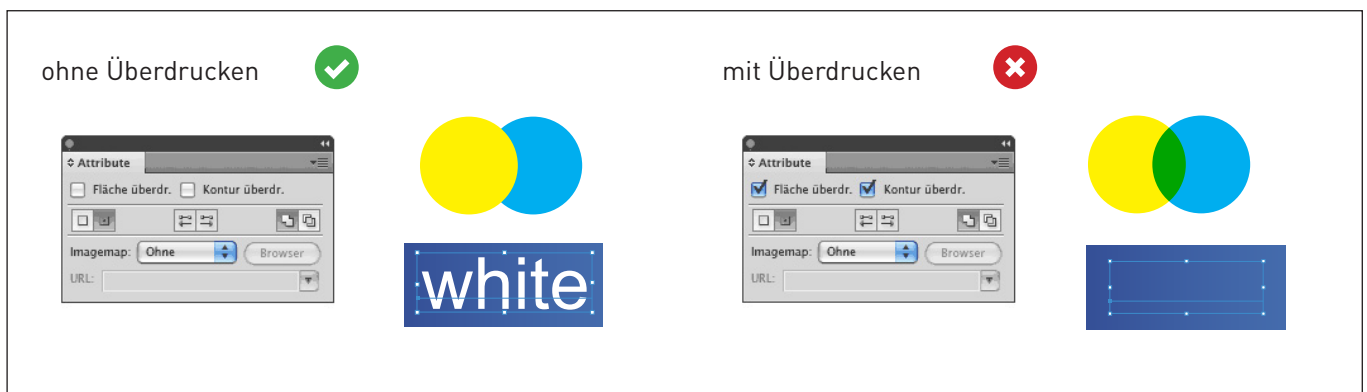 ohne Überdrucken
Attribute
Fläche überdr. Kontur überdr.
Imagemap: Ohne Browser
URL:
white
mit Überdrucken
Attribute
Fläche überdr. Kontur überdr.
Imagemap: Ohne Browser
URL: